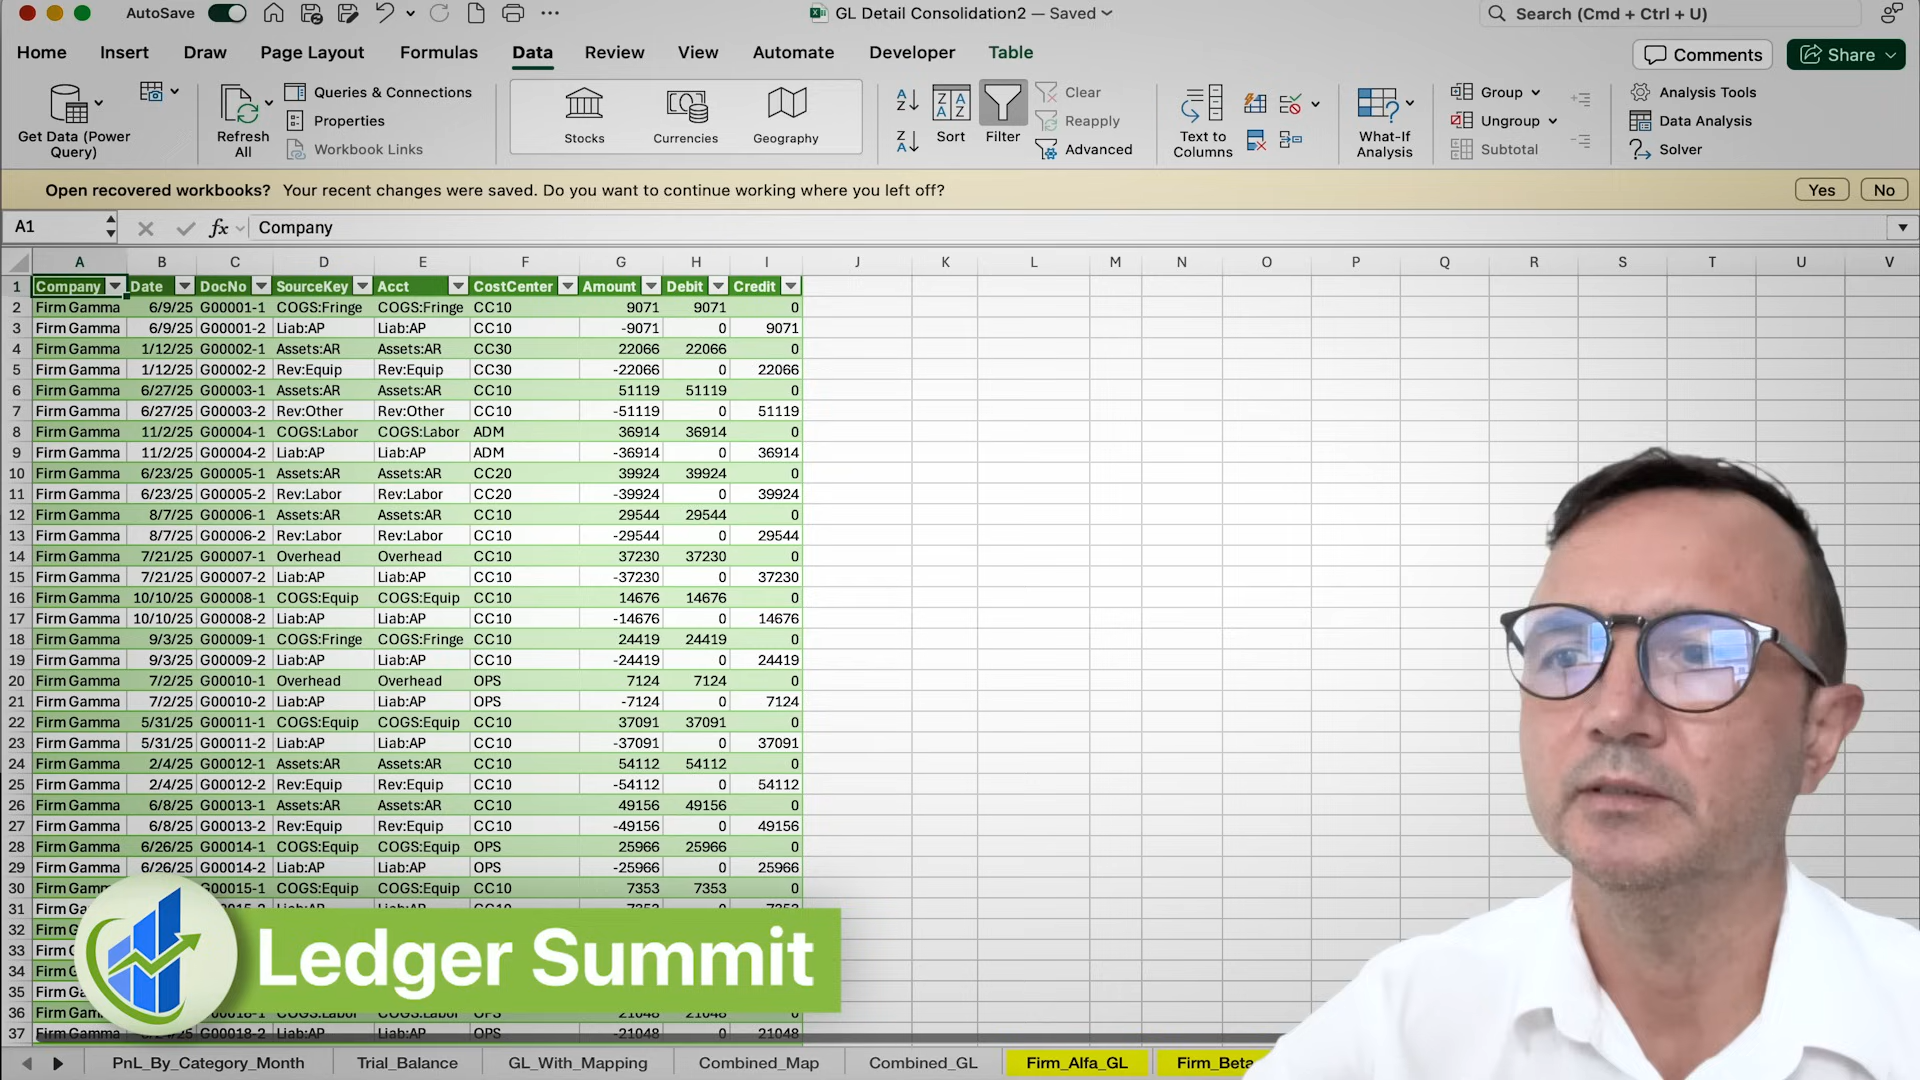 AutoSave
GL Detail Consolidation2 — Saved
Search (Cmd + Ctrl + U)
Home Insert Draw Page Layout Formulas Data Review View Automate Developer Table
Comments Share
Get Data (Power Query)
Refresh All
Queries & Connections
Properties
Workbook Links
Stocks Currencies Geography
Sort Filter
Clear
Reapply
Advanced
Text to Columns
What-If Analysis
Group
Ungroup
Subtotal
Analysis Tools
Data Analysis
Solver
Open recovered workbooks? Your recent changes were saved. Do you want to continue working where you left off? Yes No
A1 fx Company
A B C D E F G H I J K L M N O P Q R S T U V
1 Company Date DocNo SourceKey Acct CostCenter Amount Debit Credit
2 Firm Gamma 6/9/25 G00001-1 COGS:Fringe COGS:Fringe CC10 9071 9071 0
3 Firm Gamma 6/9/25 G00001-2 Liab:AP Liab:AP CC10 -9071 0 9071
4 Firm Gamma 1/12/25 G00002-1 Assets:AR Assets:AR CC30 22066 22066 0
5 Firm Gamma 1/12/25 G00002-2 Rev:Equip Rev:Equip CC30 -22066 0 22066
6 Firm Gamma 6/27/25 G00003-1 Assets:AR Assets:AR CC10 51119 51119 0
7 Firm Gamma 6/27/25 G00003-2 Rev:Other Rev:Other CC10 -51119 0 51119
8 Firm Gamma 11/2/25 G00004-1 COGS:Labor COGS:Labor ADM 36914 36914 0
9 Firm Gamma 11/2/25 G00004-2 Liab:AP Liab:AP ADM -36914 0 36914
10 Firm Gamma 6/23/25 G00005-1 Assets:AR Assets:AR CC20 39924 39924 0
11 Firm Gamma 6/23/25 G00005-2 Rev:Labor Rev:Labor CC20 -39924 0 39924
12 Firm Gamma 8/7/25 G00006-1 Assets:AR Assets:AR CC10 29544 29544 0
13 Firm Gamma 8/7/25 G00006-2 Rev:Labor Rev:Labor CC10 -29544 0 29544
14 Firm Gamma 7/21/25 G00007-1 Overhead Overhead CC10 37230 37230 0
15 Firm Gamma 7/21/25 G00007-2 Liab:AP Liab:AP CC10 -37230 0 37230
16 Firm Gamma 10/10/25 G00008-1 COGS:Equip COGS:Equip CC10 14676 14676 0
17 Firm Gamma 10/10/25 G00008-2 Liab:AP Liab:AP CC10 -14676 0 14676
18 Firm Gamma 9/3/25 G00009-1 COGS:Fringe COGS:Fringe CC10 24419 24419 0
19 Firm Gamma 9/3/25 G00009-2 Liab:AP Liab:AP CC10 -24419 0 24419
20 Firm Gamma 7/2/25 G00010-1 Overhead Overhead OPS 7124 7124 0
21 Firm Gamma 7/2/25 G00010-2 Liab:AP Liab:AP OPS -7124 0 7124
22 Firm Gamma 5/31/25 G00011-1 COGS:Equip COGS:Equip CC10 37091 37091 0
23 Firm Gamma 5/31/25 G00011-2 Liab:AP Liab:AP CC10 -37091 0 37091
24 Firm Gamma 2/4/25 G00012-1 Assets:AR Assets:AR CC10 54112 54112 0
25 Firm Gamma 2/4/25 G00012-2 Rev:Equip Rev:Equip CC10 -54112 0 54112
26 Firm Gamma 6/8/25 G00013-1 Assets:AR Assets:AR CC10 49156 49156 0
27 Firm Gamma 6/8/25 G00013-2 Rev:Equip Rev:Equip CC10 -49156 0 49156
28 Firm Gamma 6/26/25 G00014-1 COGS:Equip COGS:Equip OPS 25966 25966 0
29 Firm Gamma 6/26/25 G00014-2 Liab:AP Liab:AP OPS -25966 0 25966
30 Firm Gamm G00015-1 COGS:Equip COGS:Equip CC10 7353 7353 0
31 Firm Ga
32 Firm
33 Firm
34 Firm
35 Firm
36 Firm
37 Firm Gamma G00018-2 Liab:AP Liab:AP OPS -21048 0 21048
Ledger Summit
PnL_By_Category_Month Trial_Balance GL_With_Mapping Combined_Map Combined_GL Firm_Alfa_GL Firm_Beta